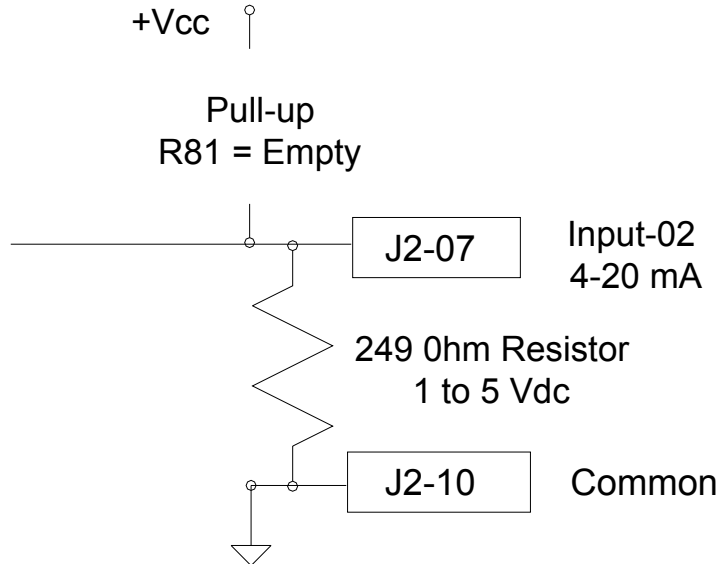 +Vcc
Pull-up
R81 = Empty
J2-07
Input-02
4-20 mA
249 0hm Resistor
1 to 5 Vdc
J2-10
Common